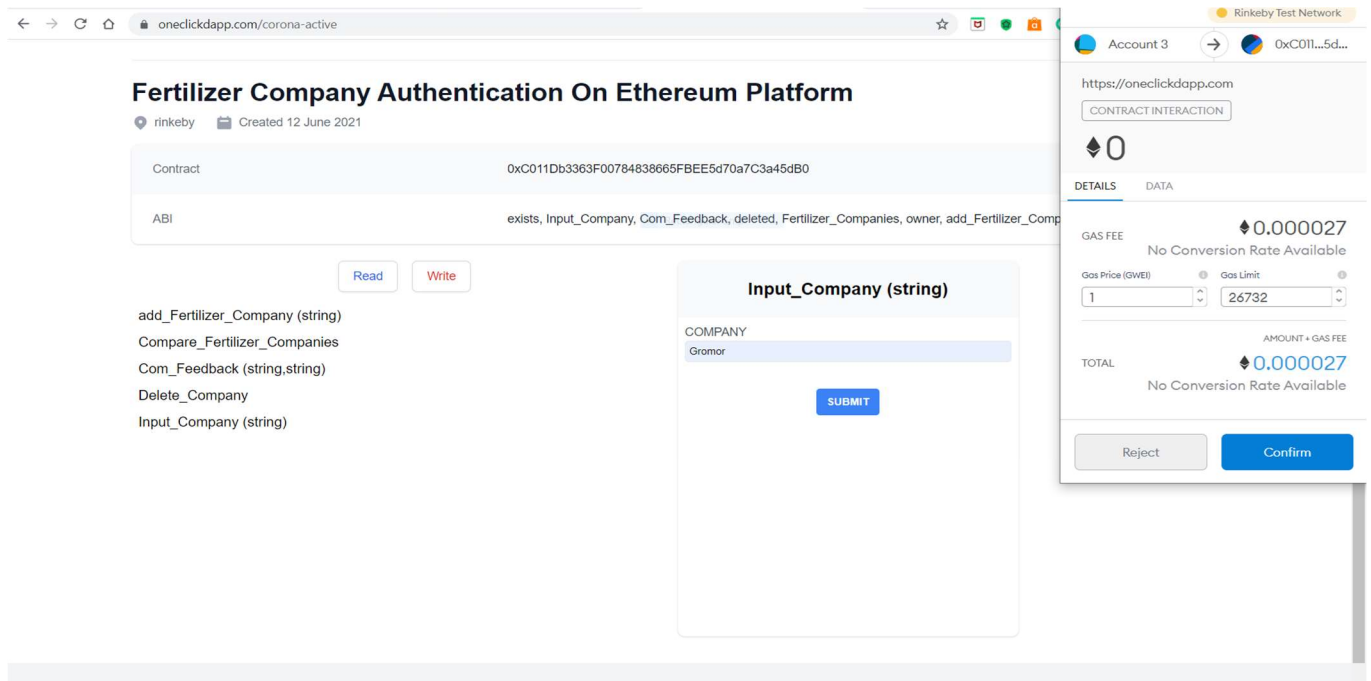 oneclickdapp.com/corona-active
Fertilizer Company Authentication On Ethereum Platform
rinkeby Created 12 June 2021
Contract 0xC011Db3363F00784838665FBEE5d70a7C3a45dB0
ABI exists, Input_Company, Com_Feedback, deleted, Fertilizer_Companies, owner, add_Fertilizer_Comp
Read Write
add_Fertilizer_Company (string)
Compare_Fertilizer_Companies
Com_Feedback (string,string)
Delete_Company
Input_Company (string)
Input_Company (string)
COMPANY
Gromor
SUBMIT
Rinkeby Test Network
Account 3 0xC011...5d...
https://oneclickdapp.com
CONTRACT INTERACTION
0
DETAILS DATA
GAS FEE 0.000027
No Conversion Rate Available
Gas Price (GWEI) Gas Limit
1 26732
AMOUNT + GAS FEE
TOTAL 0.000027
No Conversion Rate Available
Reject Confirm